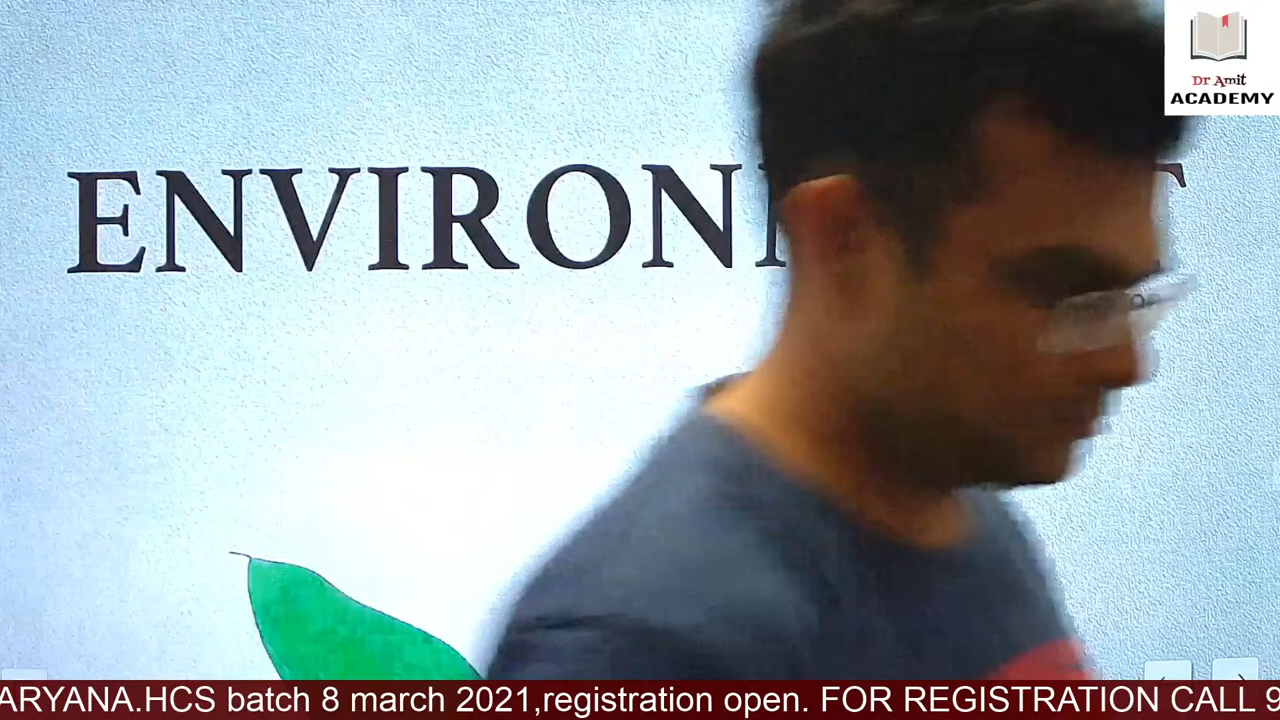 Dr Amit
ACADEMY
ENVIRON
ARYANA.HCS batch 8 march 2021,registration open. FOR REGISTRATION CALL 9